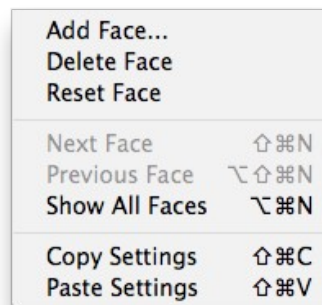 Add Face...
Delete Face
Reset Face
Next Face ⇧⌘N
Previous Face ⌥⇧⌘N
Show All Faces ⌥⌘N
Copy Settings ⇧⌘C
Paste Settings ⇧⌘V